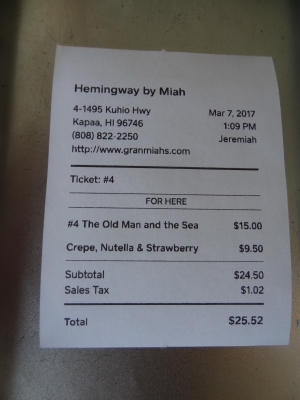 Hemingway by Miah
4-1495 Kuhio Hwy
Kapaa, HI 96746
(808) 822-2250
http://www.granmiahs.com
Mar 7, 2017
1:09 PM
Jeremiah
Ticket: #4
FOR HERE
#4 The Old Man and the Sea $15.00
Crepe, Nutella & Strawberry $9.50
Subtotal $24.50
Sales Tax $1.02
Total $25.52